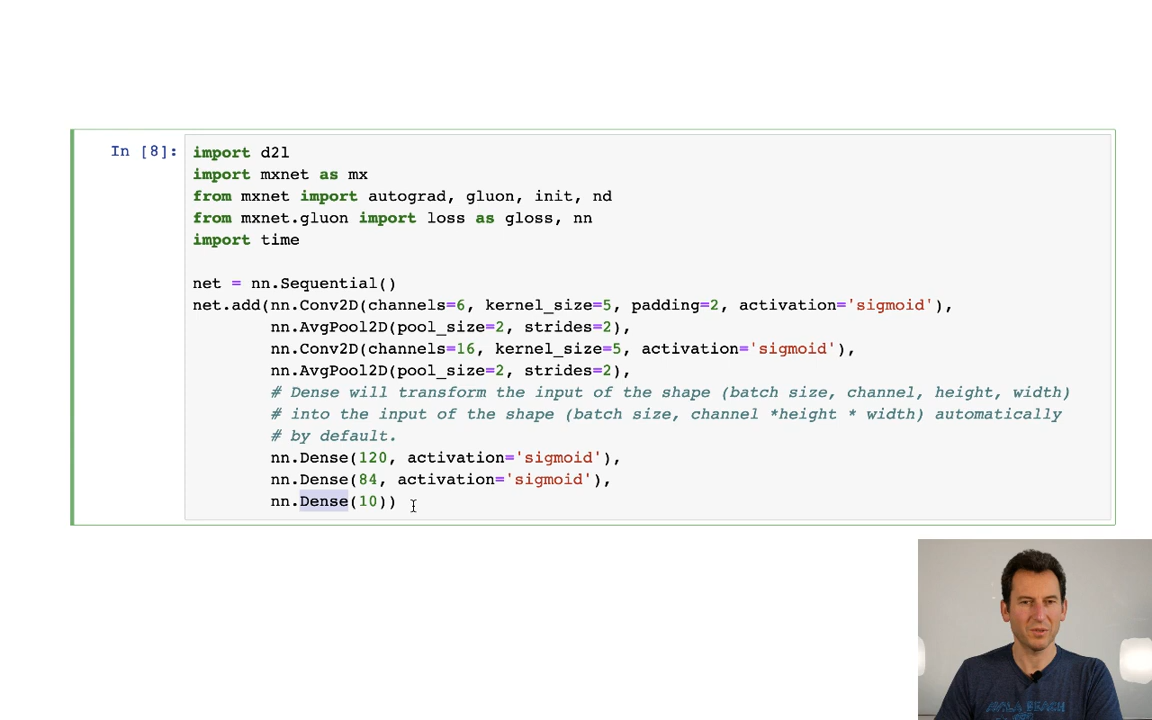 In [8]:
import d2l
import mxnet as mx
from mxnet import autograd, gluon, init, nd
from mxnet.gluon import loss as gloss, nn
import time
net = nn.Sequential()
net.add(nn.Conv2D(channels=6, kernel_size=5, padding=2, activation='sigmoid'),
        nn.AvgPool2D(pool_size=2, strides=2),
        nn.Conv2D(channels=16, kernel_size=5, activation='sigmoid'),
        nn.AvgPool2D(pool_size=2, strides=2),
        # Dense will transform the input of the shape (batch size, channel, height, width)
        # into the input of the shape (batch size, channel *height * width) automatically
        # by default.
        nn.Dense(120, activation='sigmoid'),
        nn.Dense(84, activation='sigmoid'),
        nn.Dense(10))